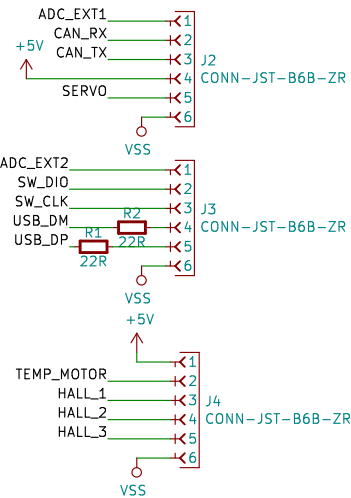 ADC_EXT1
1
CAN_RX
2
+5V
CAN_TX
3
J2
4
CONN-JST-B6B-ZR
SERVO
5
6
VSS
ADC_EXT2
1
SW_DIO
2
SW_CLK
3
J3
R2
USB_DM
4
CONN-JST-B6B-ZR
R1
22R
USB_DP
5
22R
6
VSS
+5V
1
TEMP_MOTOR
2
HALL_1
3
J4
HALL_2
4
CONN-JST-B6B-ZR
HALL_3
5
6
VSS